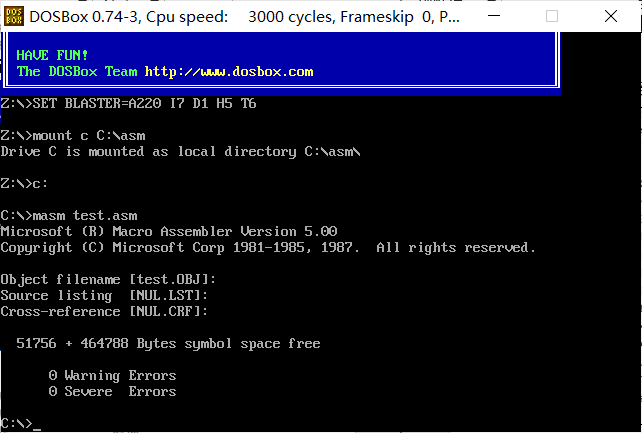 DOSBox 0.74-3, Cpu speed:    3000 cycles, Frameskip  0, P...
HAVE FUN!
The DOSBox Team http://www.dosbox.com
Z:\>SET BLASTER=A220 I7 D1 H5 T6
Z:\>mount c C:\asm
Drive C is mounted as local directory C:\asm\
Z:\>c:
C:\>masm test.asm
Microsoft (R) Macro Assembler Version 5.00
Copyright (C) Microsoft Corp 1981-1985, 1987.  All rights reserved.
Object filename [test.OBJ]:
Source listing  [NUL.LST]:
Cross-reference [NUL.CRF]:
  51756 + 464788 Bytes symbol space free
      0 Warning Errors
      0 Severe  Errors
C:\>_